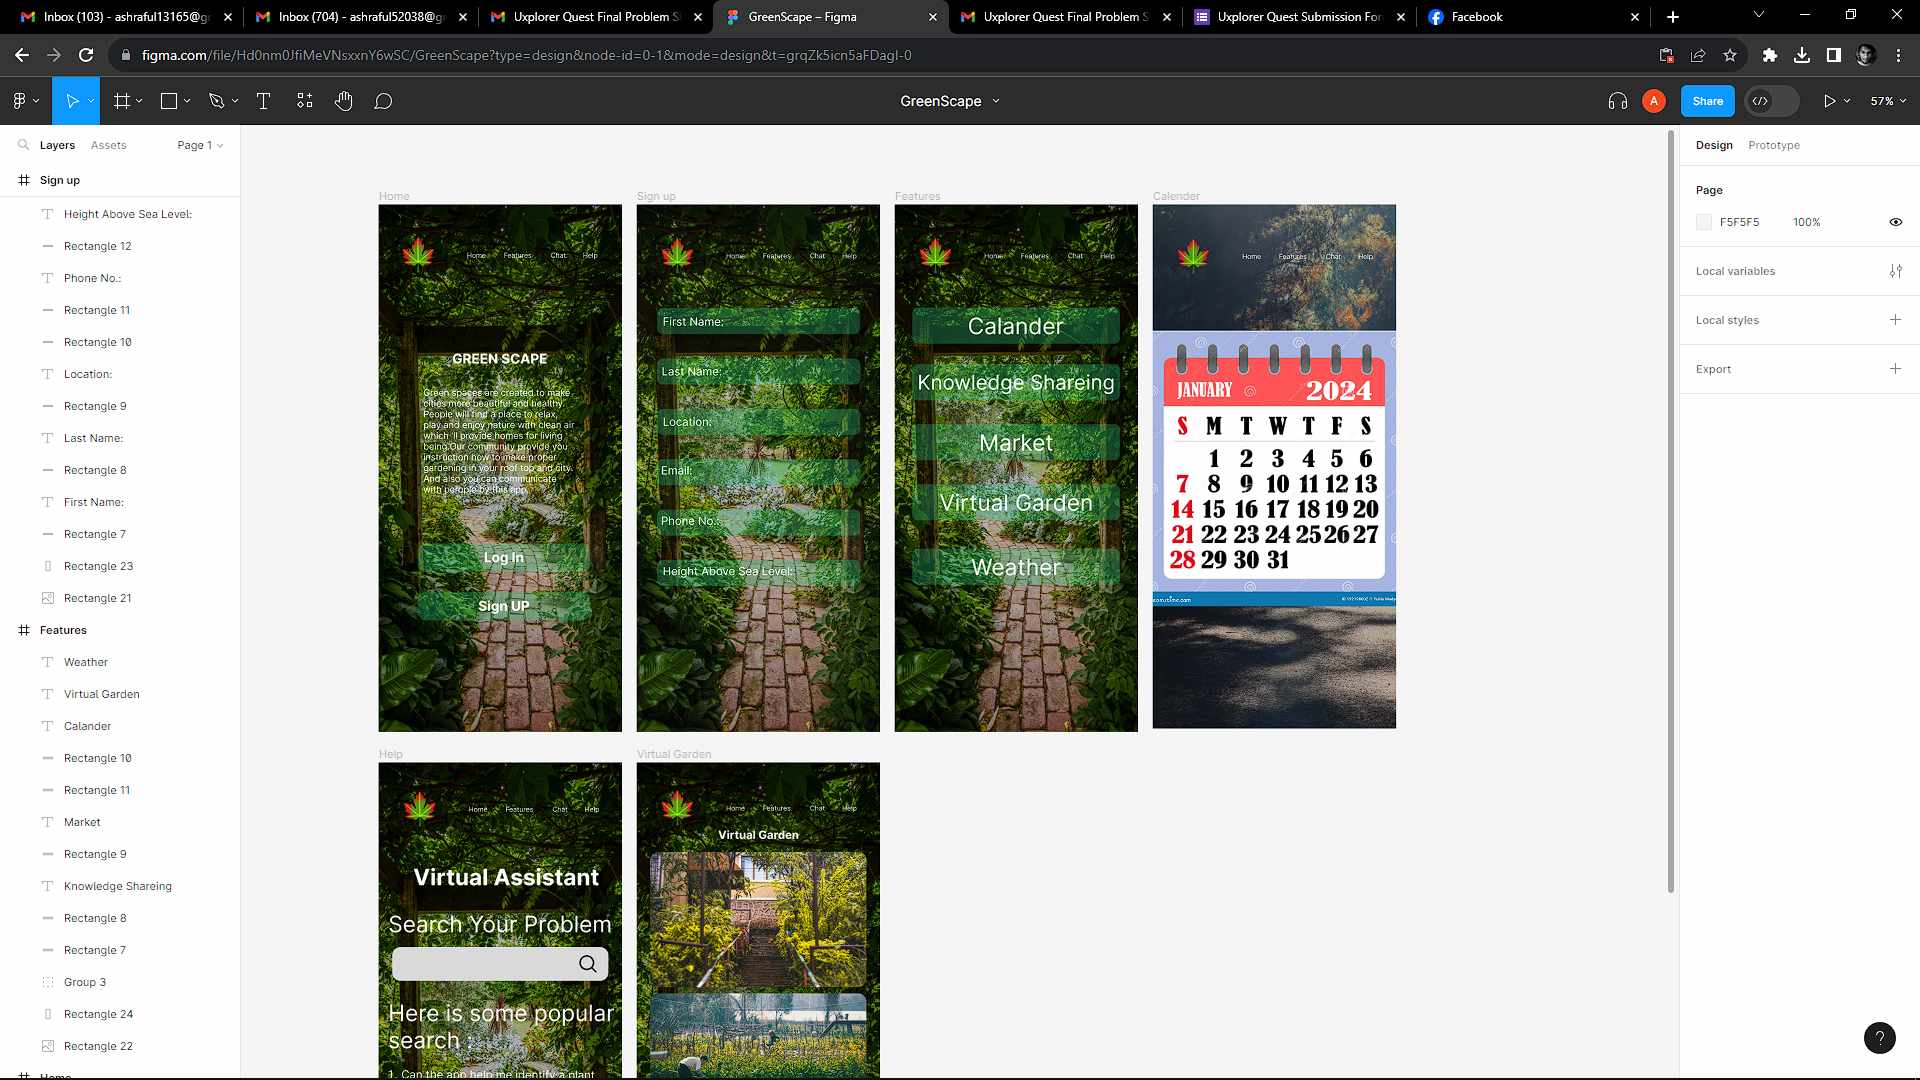 Inbox (103) - ashraful13165@g
Inbox (704) - ashraful52038@g
Uxplorer Quest Final Problem S
GreenScape – Figma
Uxplorer Quest Final Problem S
Uxplorer Quest Submission For
Facebook
figma.com/file/Hd0nm0JfiMeVNsxxnY6wSC/GreenScape?type=design&node-id=0-1&mode=design&t=grqZk5icn5aFDagI-0
GreenScape
A
Share
57%
Layers
Assets
Page 1
Sign up
Height Above Sea Level:
Rectangle 12
Phone No.:
Rectangle 11
Rectangle 10
Location:
Rectangle 9
Last Name:
Rectangle 8
First Name:
Rectangle 7
Rectangle 23
Rectangle 21
Features
Weather
Virtual Garden
Calander
Rectangle 10
Rectangle 11
Market
Rectangle 9
Knowledge Shareing
Rectangle 8
Rectangle 7
Group 3
Rectangle 24
Rectangle 22
Home
Home
Home Features Chat Help
GREEN SCAPE
Green spaces are created to make
cities more beautiful and healthy.
People will find a place to relax,
play and enjoy nature with clean air
which 'll provide homes for living
being.Our community provide you
instruction how to make proper
gardening in your roof top and city.
And also you can communicate
with people by this app.
Log In
Sign UP
Sign up
Home Features Chat Help
First Name:
Last Name:
Location:
Email:
Phone No.:
Height Above Sea Level:
Features
Home Features Chat Help
Calander
Knowledge Shareing
Market
Virtual Garden
Weather
Calender
Home Features Chat Help
JANUARY 2024
S M T W T F S
1 2 3 4 5 6
7 8 9 10 11 12 13
14 15 16 17 18 19 20
21 22 23 24 25 26 27
28 29 30 31
Help
Home Features Chat Help
Virtual Assistant
Search Your Problem
Here is some popular
search :
1. Can the app help me identify a plant
Virtual Garden
Home Features Chat Help
Virtual Garden
Design
Prototype
Page
F5F5F5 100%
Local variables
Local styles
Export
?